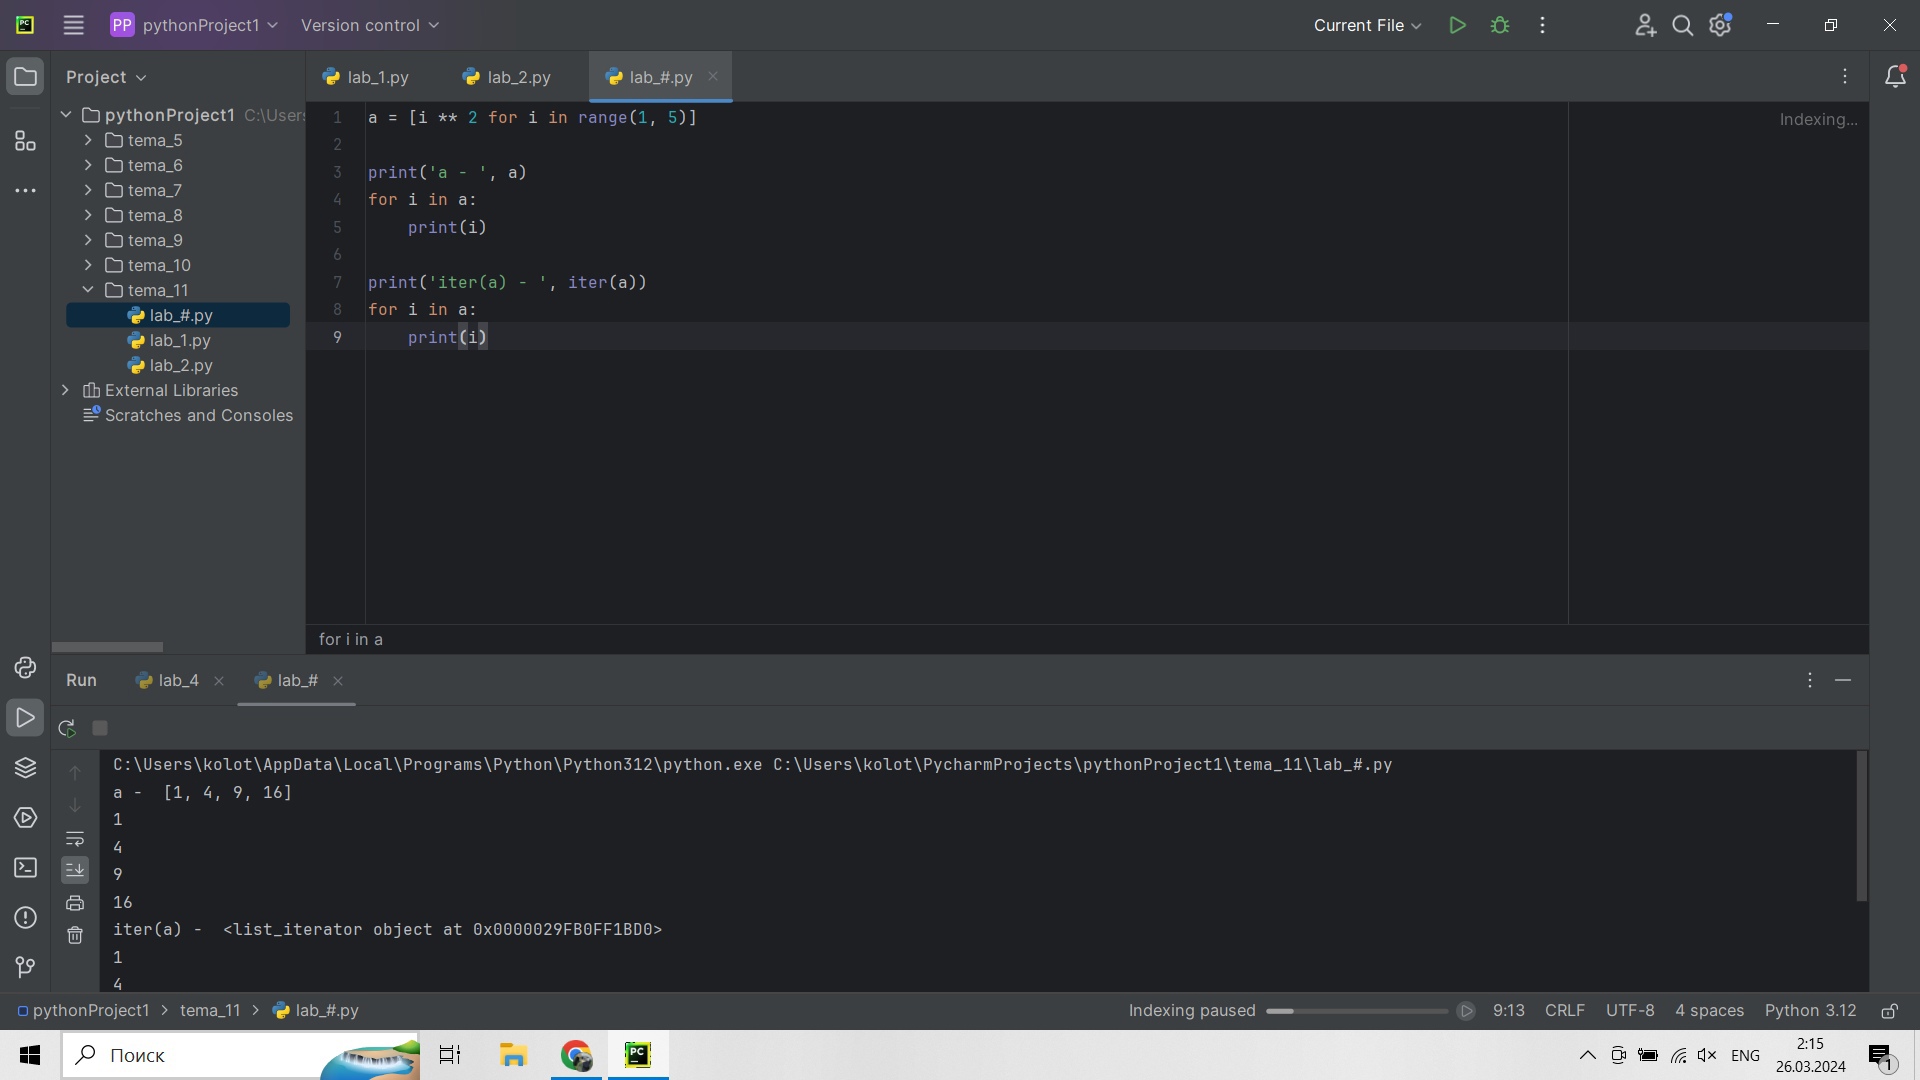 PC
PP pythonProject1
Version control
Current File
Project
lab_1.py
lab_2.py
lab_#.py
pythonProject1 C:\Users
tema_5
tema_6
tema_7
tema_8
tema_9
tema_10
tema_11
lab_#.py
lab_1.py
lab_2.py
External Libraries
Scratches and Consoles
1 a = [i ** 2 for i in range(1, 5)]
2
3 print('a - ', a)
4 for i in a:
5 print(i)
6
7 print('iter(a) - ', iter(a))
8 for i in a:
9 print(i)
Indexing...
for i in a
Run
lab_4
lab_#
C:\Users\kolot\AppData\Local\Programs\Python\Python312\python.exe C:\Users\kolot\PycharmProjects\pythonProject1\tema_11\lab_#.py
a -  [1, 4, 9, 16]
1
4
9
16
iter(a) -  <list_iterator object at 0x0000029FB0FF1BD0>
1
4
pythonProject1 > tema_11 > lab_#.py
Indexing paused
9:13
CRLF
UTF-8
4 spaces
Python 3.12
Поиск
PC
ENG
2:15
26.03.2024
1